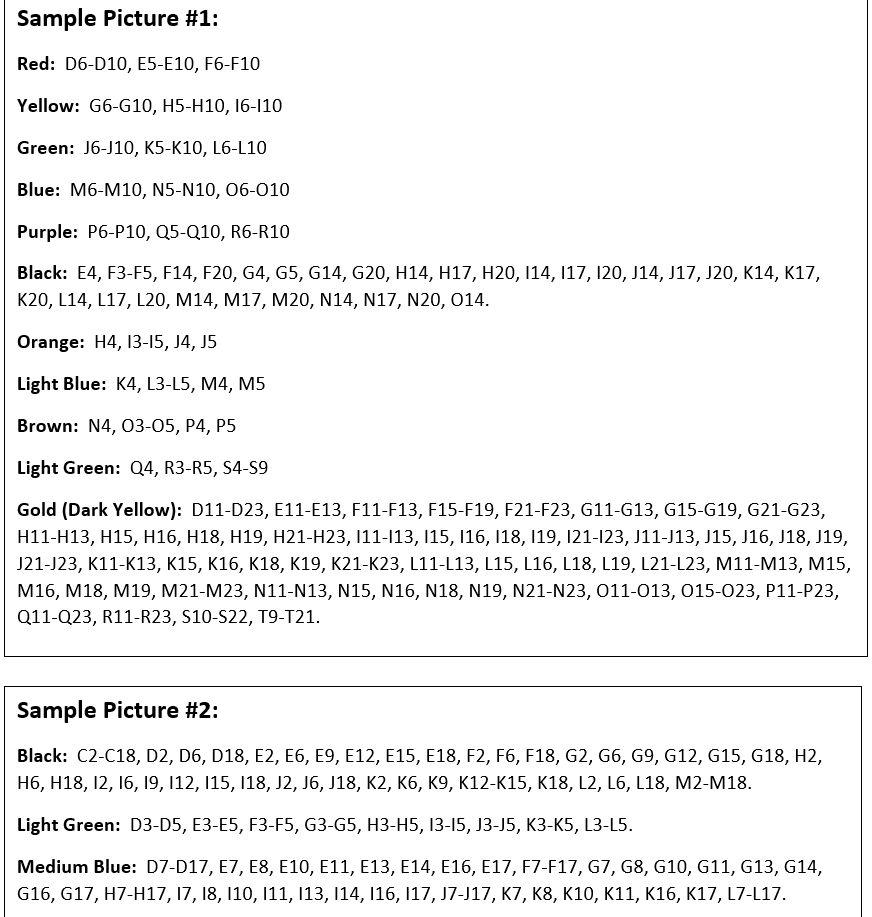 Sample Picture #1:
Red:  D6-D10, E5-E10, F6-F10
Yellow:  G6-G10, H5-H10, I6-I10
Green:  J6-J10, K5-K10, L6-L10
Blue:  M6-M10, N5-N10, O6-O10
Purple:  P6-P10, Q5-Q10, R6-R10
Black:  E4, F3-F5, F14, F20, G4, G5, G14, G20, H14, H17, H20, I14, I17, I20, J14, J17, J20, K14, K17,
K20, L14, L17, L20, M14, M17, M20, N14, N17, N20, O14.
Orange:  H4, I3-I5, J4, J5
Light Blue:  K4, L3-L5, M4, M5
Brown:  N4, O3-O5, P4, P5
Light Green:  Q4, R3-R5, S4-S9
Gold (Dark Yellow):  D11-D23, E11-E13, F11-F13, F15-F19, F21-F23, G11-G13, G15-G19, G21-G23,
H11-H13, H15, H16, H18, H19, H21-H23, I11-I13, I15, I16, I18, I19, I21-I23, J11-J13, J15, J16, J18, J19,
J21-J23, K11-K13, K15, K16, K18, K19, K21-K23, L11-L13, L15, L16, L18, L19, L21-L23, M11-M13, M15,
M16, M18, M19, M21-M23, N11-N13, N15, N16, N18, N19, N21-N23, O11-O13, O15-O23, P11-P23,
Q11-Q23, R11-R23, S10-S22, T9-T21.
Sample Picture #2:
Black:  C2-C18, D2, D6, D18, E2, E6, E9, E12, E15, E18, F2, F6, F18, G2, G6, G9, G12, G15, G18, H2,
H6, H18, I2, I6, I9, I12, I15, I18, J2, J6, J18, K2, K6, K9, K12-K15, K18, L2, L6, L18, M2-M18.
Light Green:  D3-D5, E3-E5, F3-F5, G3-G5, H3-H5, I3-I5, J3-J5, K3-K5, L3-L5.
Medium Blue:  D7-D17, E7, E8, E10, E11, E13, E14, E16, E17, F7-F17, G7, G8, G10, G11, G13, G14,
G16, G17, H7-H17, I7, I8, I10, I11, I13, I14, I16, I17, J7-J17, K7, K8, K10, K11, K16, K17, L7-L17.